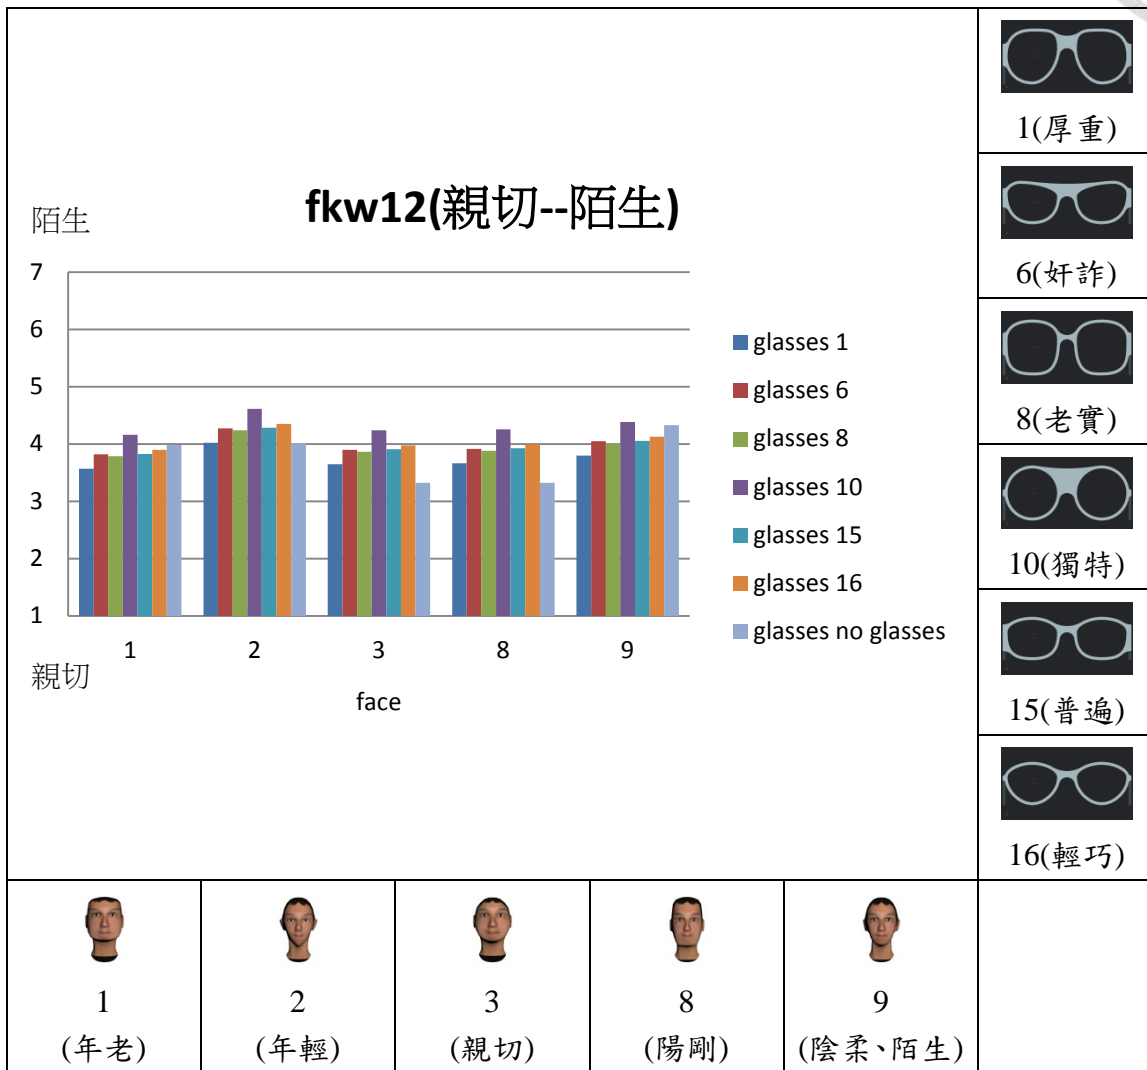 fkw12(親切--陌生)
陌生
7
6
5
4
3
2
1
親切
1 2 3 8 9
face
glasses 1
glasses 6
glasses 8
glasses 10
glasses 15
glasses 16
glasses no glasses
1(厚重)
6(奸詐)
8(老實)
10(獨特)
15(普遍)
16(輕巧)
1
(年老)
2
(年輕)
3
(親切)
8
(陽剛)
9
(陰柔、陌生)